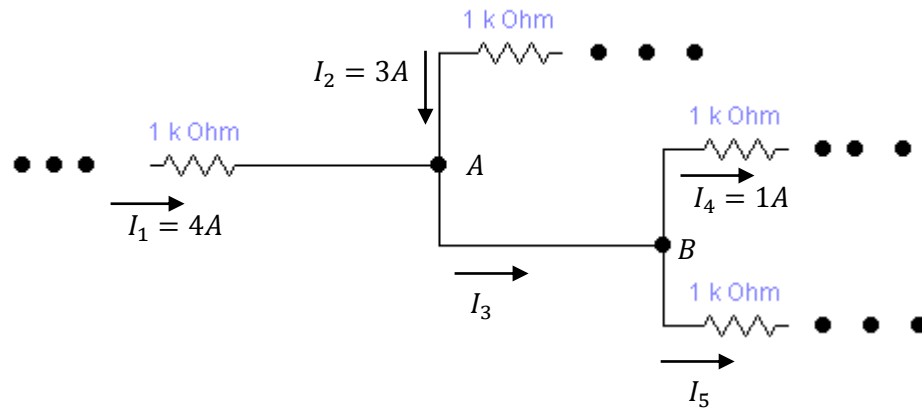 1 k Ohm
I₂ = 3A
1 k Ohm
1 k Ohm
A
I₄ = 1A
I₁ = 4A
B
1 k Ohm
I₃
I₅